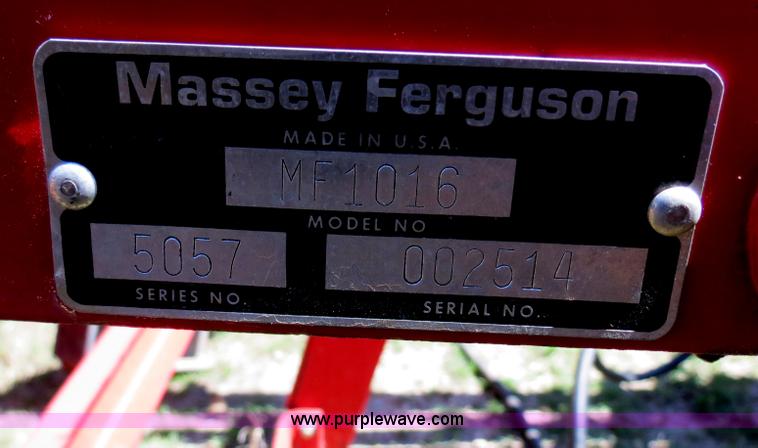 Massey Ferguson
MADE IN U.S.A.
MF1016
MODEL NO
5057 002514
SERIES NO. SERIAL NO.
www.purplewave.com